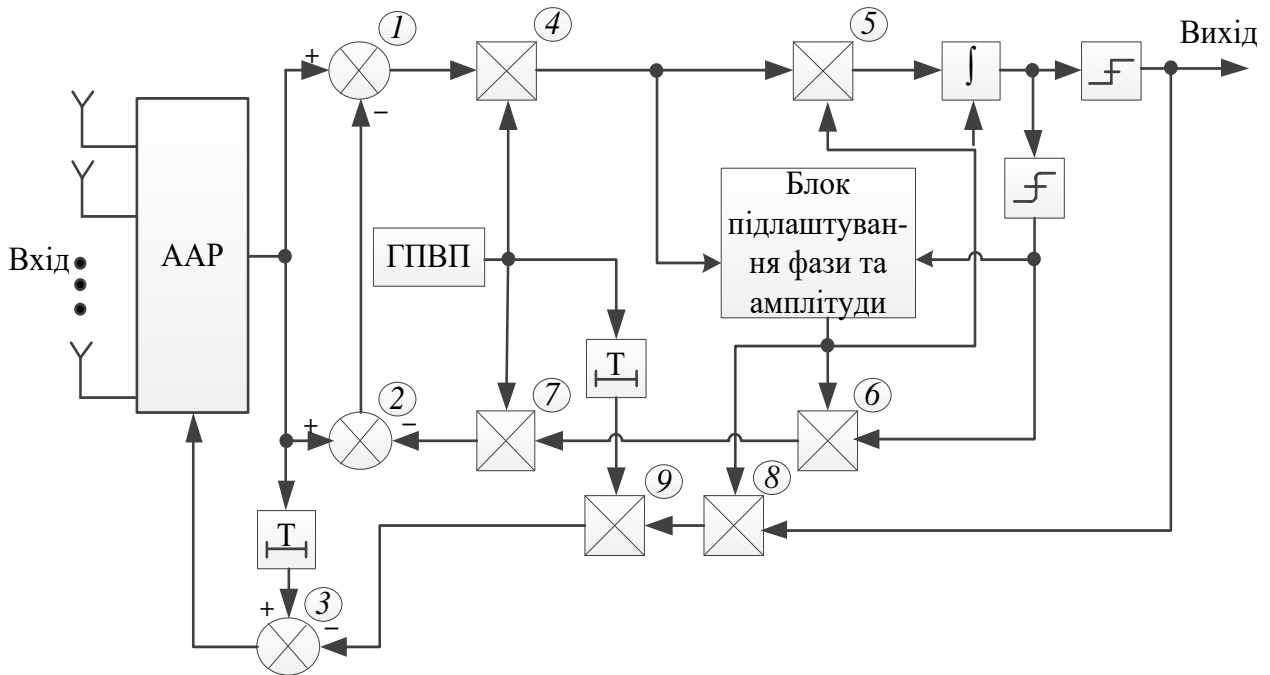 1
4
5
Вихід
+
−
∫
Блок
підлаштуван-
ня фази та
амплітуди
Вхід
ААР
ГПВП
T
2
7
6
+
−
9
8
T
3
+
−